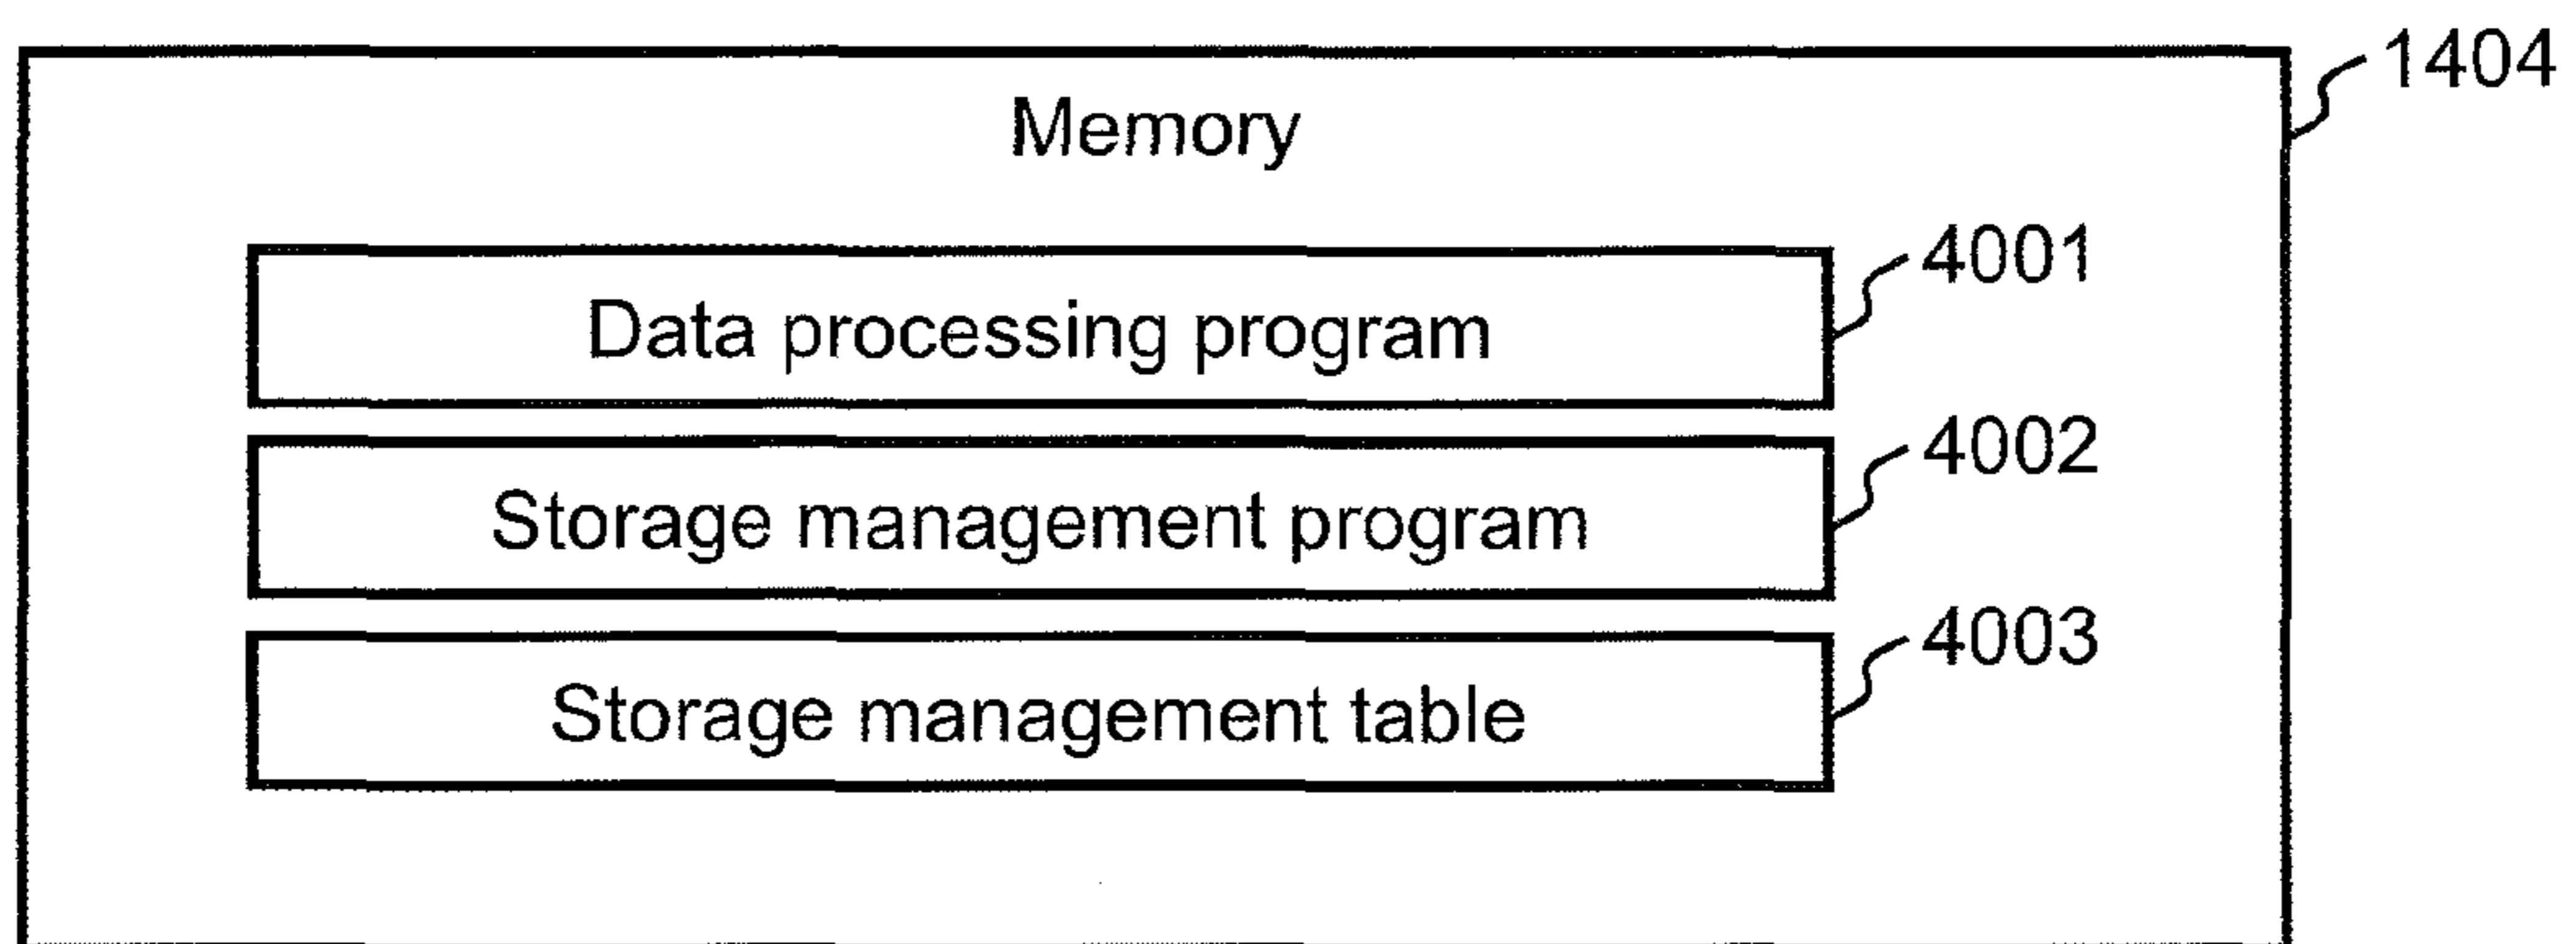 1404
Memory
4001
Data processing program
4002
Storage management program
4003
Storage management table